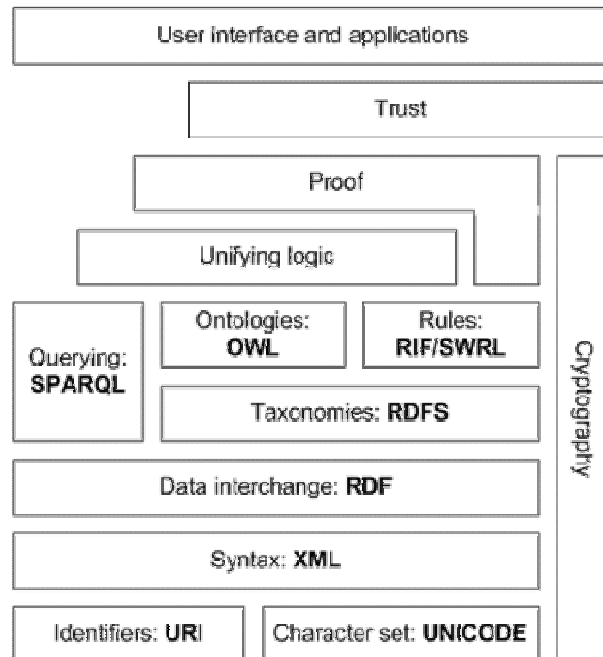 User interface and applications
Trust
Proof
Unifying logic
Querying:
SPARQL
Ontologies:
OWL
Rules:
RIF/SWRL
Taxonomies: RDFS
Cryptography
Data interchange: RDF
Syntax: XML
Identifiers: URI
Character set: UNICODE